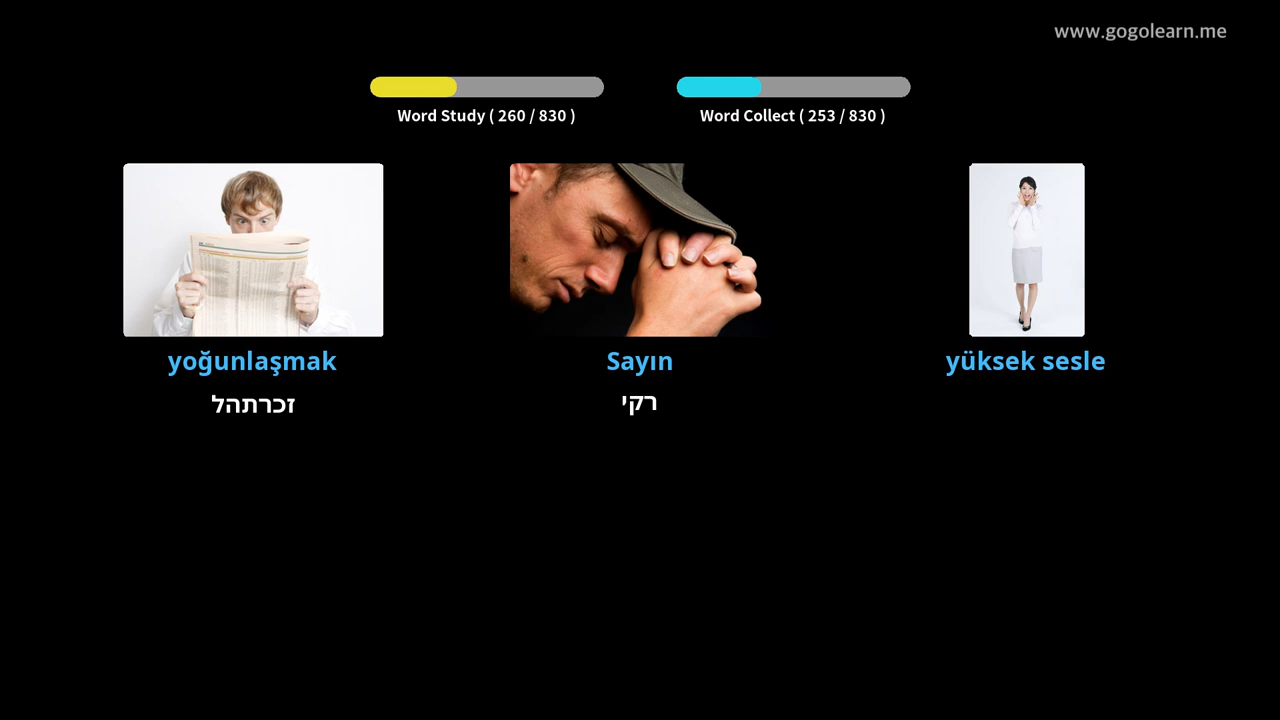 www.gogolearn.me
Word Study ( 260 / 830 )
Word Collect ( 253 / 830 )
yoğunlaşmak
זכרתהל
Sayın
רקי
yüksek sesle